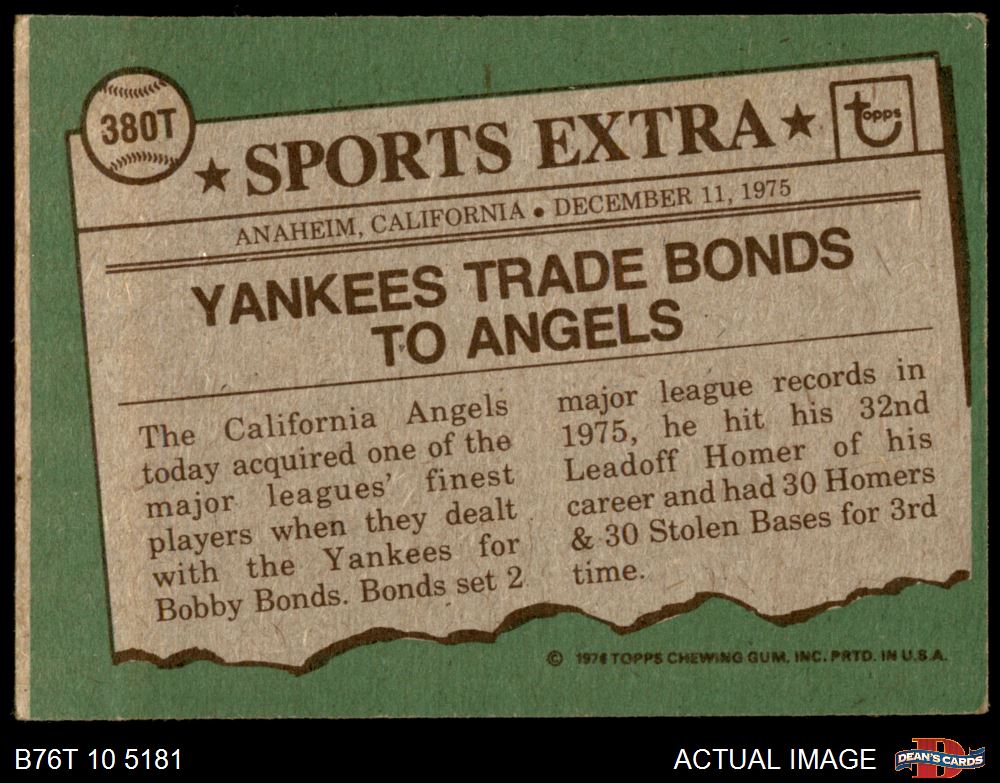 380T
★ SPORTS EXTRA ★
topps
ANAHEIM, CALIFORNIA • DECEMBER 11, 1975
YANKEES TRADE BONDS
TO ANGELS
The California Angels
today acquired one of the
major leagues' finest
players when they dealt
with the Yankees for
Bobby Bonds. Bonds set 2
major league records in
1975, he hit his 32nd
Leadoff Homer of his
career and had 30 Homers
& 30 Stolen Bases for 3rd
time.
© 1976 TOPPS CHEWING GUM, INC. PRTD. IN U.S.A.
B76T 10 5181
ACTUAL IMAGE
D
DEAN'S CARDS